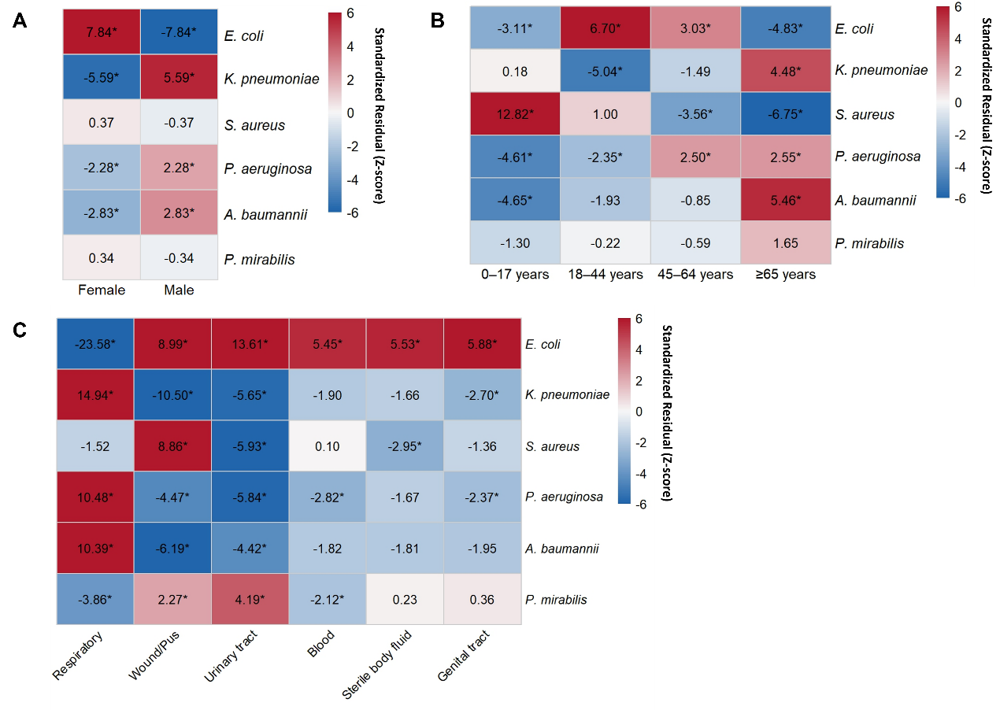 A
7.84* -7.84* E. coli
-5.59* 5.59* K. pneumoniae
0.37 -0.37 S. aureus
-2.28* 2.28* P. aeruginosa
-2.83* 2.83* A. baumannii
0.34 -0.34 P. mirabilis
Female Male
6
4
2
0
-2
-4
-6
Standardized Residual (Z-score)
B
-3.11* 6.70* 3.03* -4.83* E. coli
0.18 -5.04* -1.49 4.48* K. pneumoniae
12.82* 1.00 -3.56* -6.75* S. aureus
-4.61* -2.35* 2.50* 2.55* P. aeruginosa
-4.65* -1.93 -0.85 5.46* A. baumannii
-1.30 -0.22 -0.59 1.65 P. mirabilis
0–17 years 18–44 years 45–64 years ≥65 years
6
4
2
0
-2
-4
-6
Standardized Residual (Z-score)
C
-23.58* 8.99* 13.61* 5.45* 5.53* 5.88* E. coli
14.94* -10.50* -5.65* -1.90 -1.66 -2.70* K. pneumoniae
-1.52 8.86* -5.93* 0.10 -2.95* -1.36 S. aureus
10.48* -4.47* -5.84* -2.82* -1.67 -2.37* P. aeruginosa
10.39* -6.19* -4.42* -1.82 -1.81 -1.95 A. baumannii
-3.86* 2.27* 4.19* -2.12* 0.23 0.36 P. mirabilis
Respiratory
Wound/Pus
Urinary tract
Blood
Sterile body fluid
Genital tract
6
4
2
0
-2
-4
-6
Standardized Residual (Z-score)